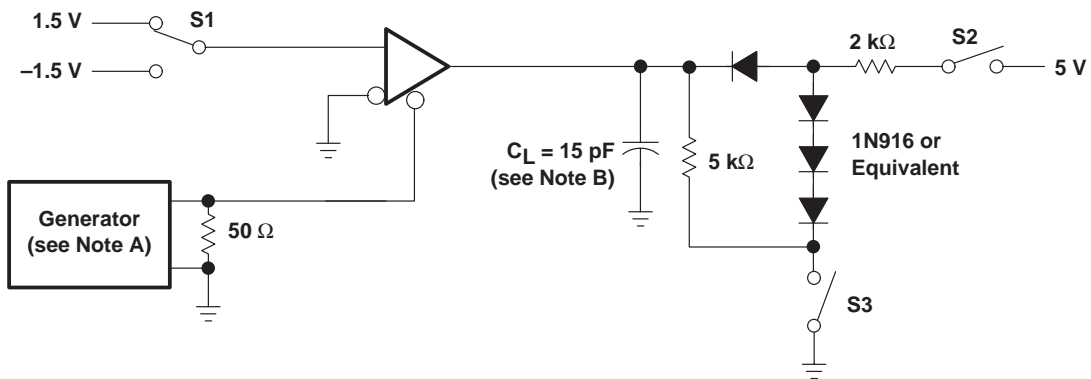 1.5 V
S1
–1.5 V
2 kΩ
S2
5 V
CL = 15 pF
(see Note B)
5 kΩ
1N916 or
Equivalent
Generator
(see Note A)
50 Ω
S3